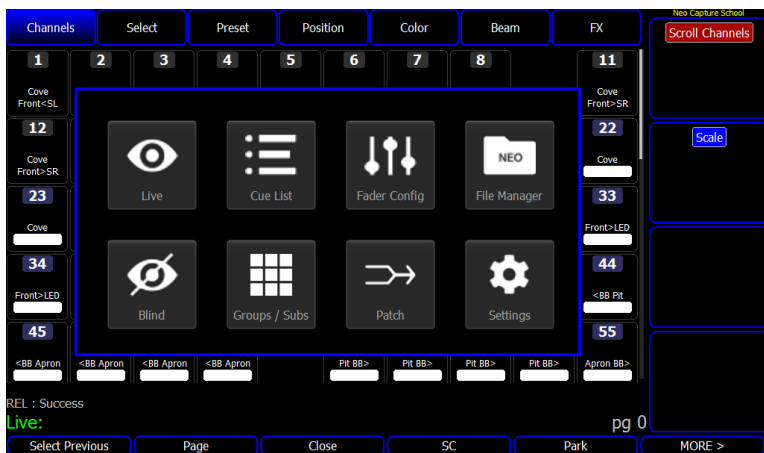 Neo Capture School
Channels Select Preset Position Color Beam FX
Scroll Channels
1 2 3 4 5 6 7 8 11
Cove
Front<SL
Cove
Front>SR
12 22
Cove
Front>SR
Cove
Scale
23 33
Cove
Front>LED
34 44
Front>LED
<BB Pit
45 55
<BB Apron <BB Apron <BB Apron <BB Apron Pit BB> Pit BB> Pit BB> Pit BB> Apron BB>
Live Cue List Fader Config NEO File Manager
Blind Groups / Subs Patch Settings
REL : Success
Live: pg 0
Select Previous Page Close SC Park MORE >